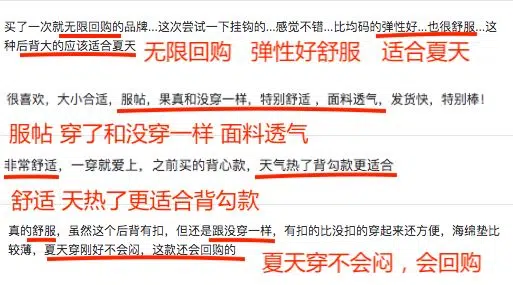 买了一次就无限回购的品牌...这次尝试一下挂钩的...感觉不错...比均码的弹性好...也很舒服...这
种后背大的应该适合夏天
无限回购 弹性好舒服 适合夏天
很喜欢，大小合适，服帖，果真和没穿一样，特别舒适 ，面料透气，发货快，特别棒！
服帖 穿了和没穿一样 面料透气
非常舒适，一穿就爱上，之前买的背心款，天气热了背勾款更适合
舒适 天热了更适合背勾款
真的舒服，虽然这个后背有扣，但还是跟没穿一样，有扣的比没扣的穿起来还方便，海绵垫比
较薄，夏天穿刚好不会闷，这款还会回购的
夏天穿不会闷，会回购